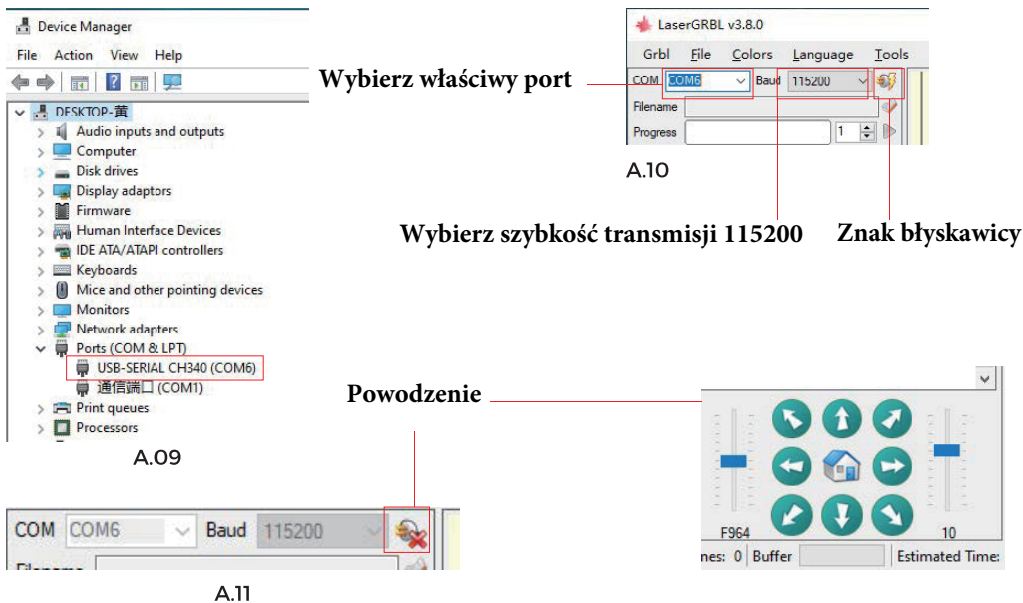 Device Manager
File Action View Help
DESKTOP-黄
Audio inputs and outputs
Computer
Disk drives
Display adaptors
Firmware
Human Interface Devices
IDE ATA/ATAPI controllers
Keyboards
Mice and other pointing devices
Monitors
Network adapters
Ports (COM & LPT)
USB-SERIAL CH340 (COM6)
通信端口 (COM1)
Print queues
Processors
A.09
Wybierz właściwy port
LaserGRBL v3.8.0
Grbl File Colors Language Tools
COM COM6 Baud 115200
Filename
Progress 1
A.10
Wybierz szybkość transmisji 115200
Znak błyskawicy
Powodzenie
COM COM6 Baud 115200
Filename
A.11
F964 10
nes: 0 Buffer Estimated Time: